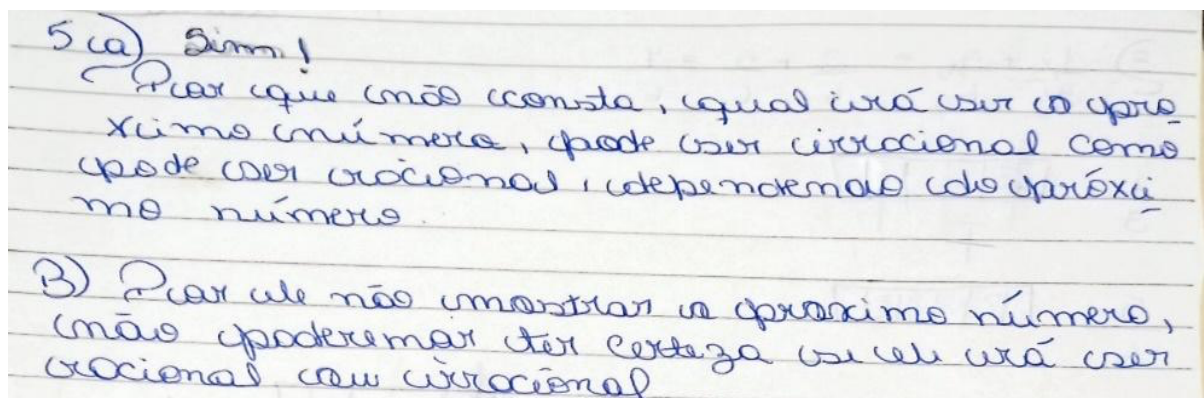 5 a) Sim!
Por que não consta, qual irá ser o pro
ximo número, pode ser irracional como
pode ser racional, dependendo do próxi
mo número.
B) Por ele não mostrar o proximo número,
não poderemos ter certeza se ele irá ser
racional ou irracional